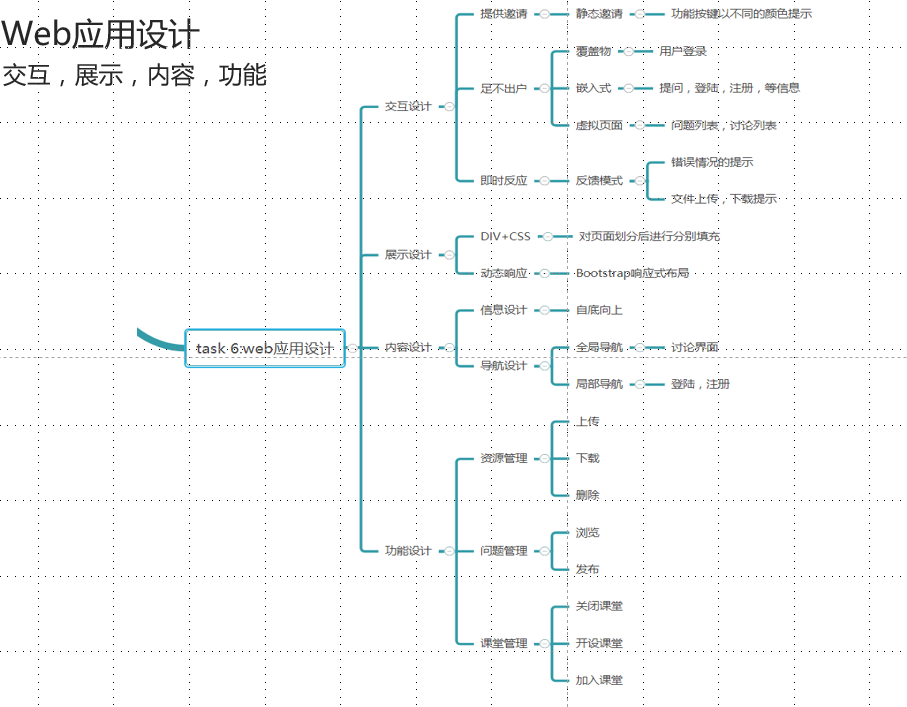 Web应用设计
交互，展示，内容，功能
task 6:web应用设计
交互设计
提供邀请
静态邀请
功能按键以不同的颜色提示
足不出户
覆盖物
用户登录
嵌入式
提问，登陆，注册，等信息
虚拟页面
问题列表，讨论列表
即时反应
反馈模式
错误情况的提示
文件上传，下载提示
展示设计
DIV+CSS
对页面划分后进行分别填充
动态响应
Bootstrap响应式布局
内容设计
信息设计
自底向上
导航设计
全局导航
讨论界面
局部导航
登陆，注册
功能设计
资源管理
上传
下载
删除
问题管理
浏览
发布
课堂管理
关闭课堂
开设课堂
加入课堂